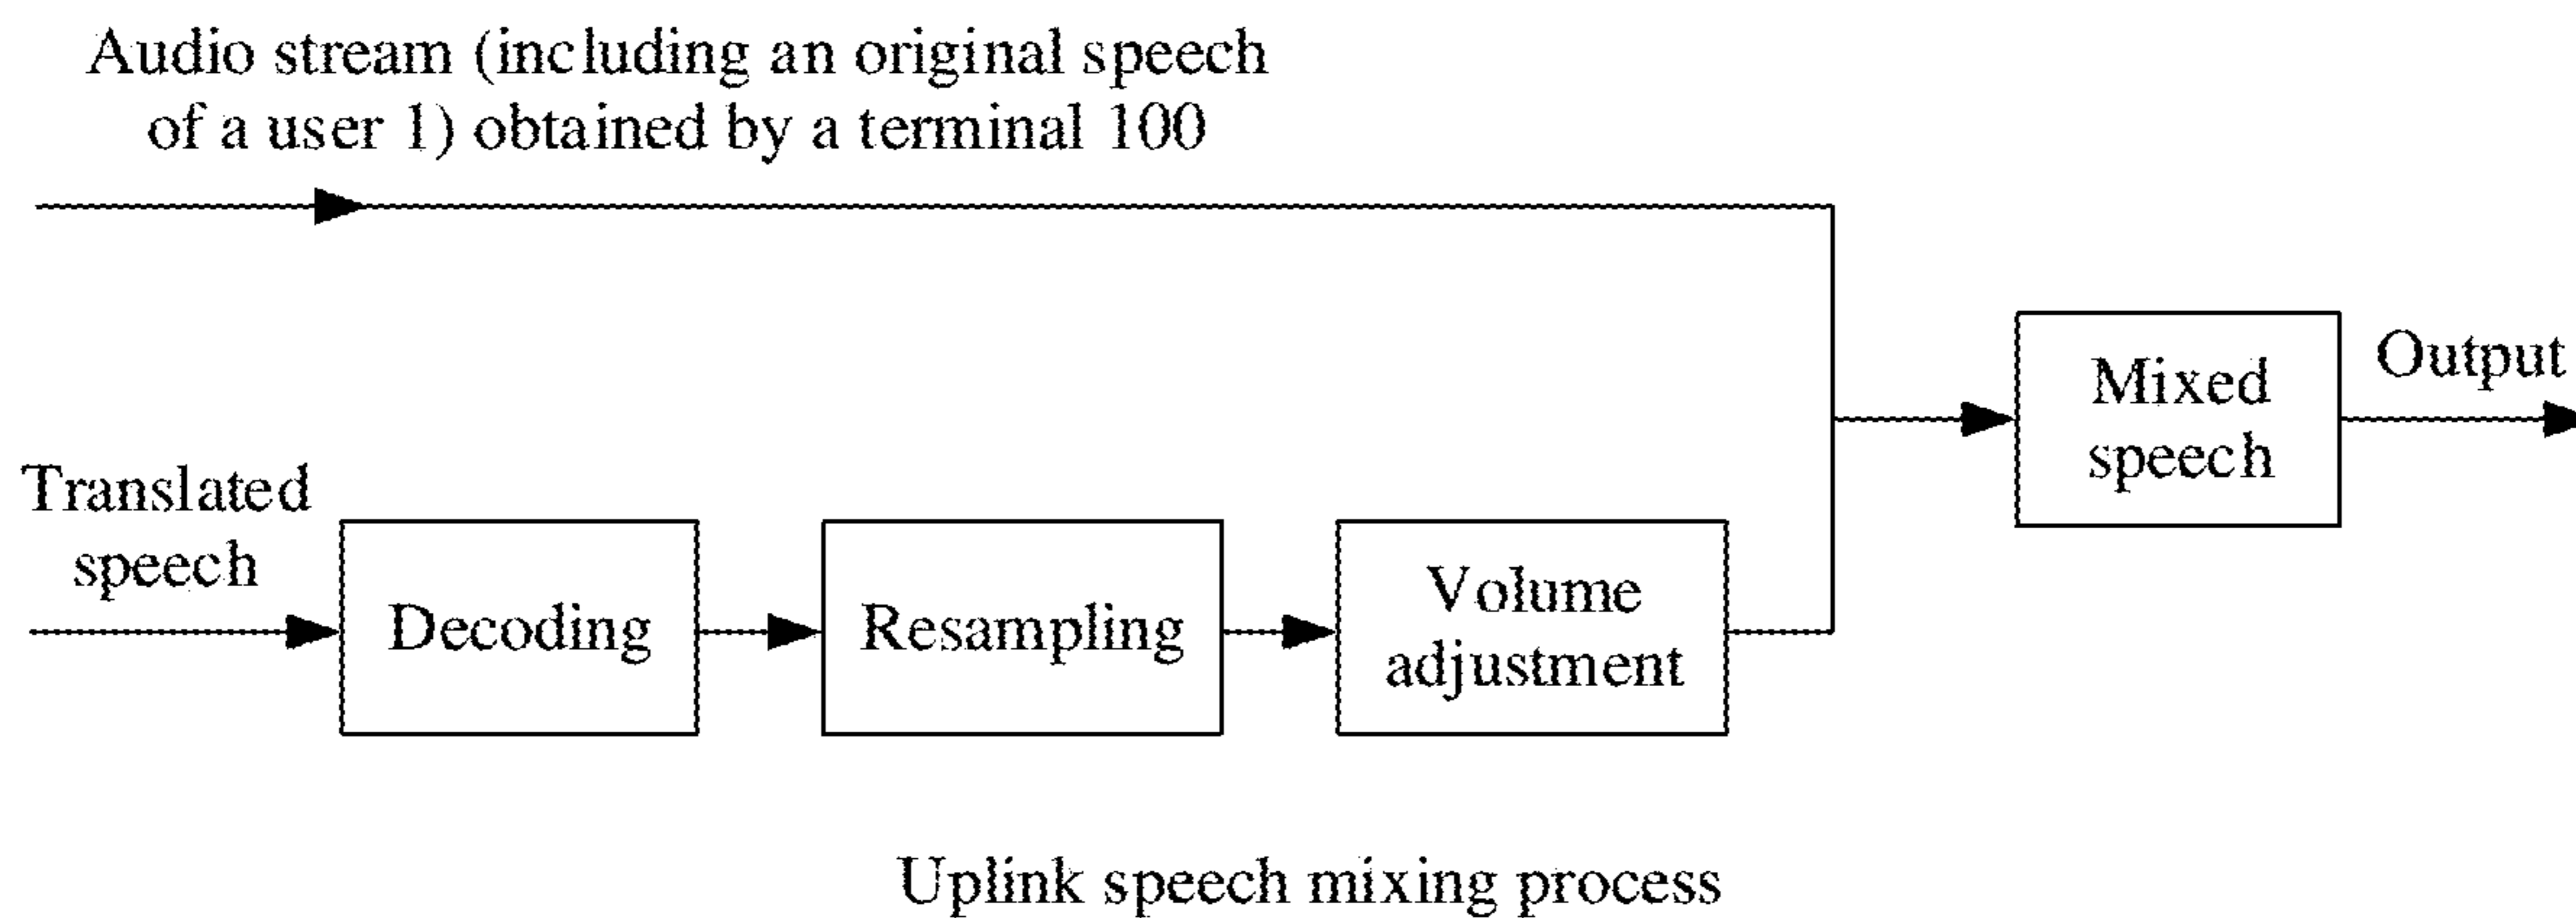 Audio stream (including an original speech
of a user 1) obtained by a terminal 100
Mixed
speech
Output
Translated
speech
Decoding
Resampling
Volume
adjustment
Uplink speech mixing process